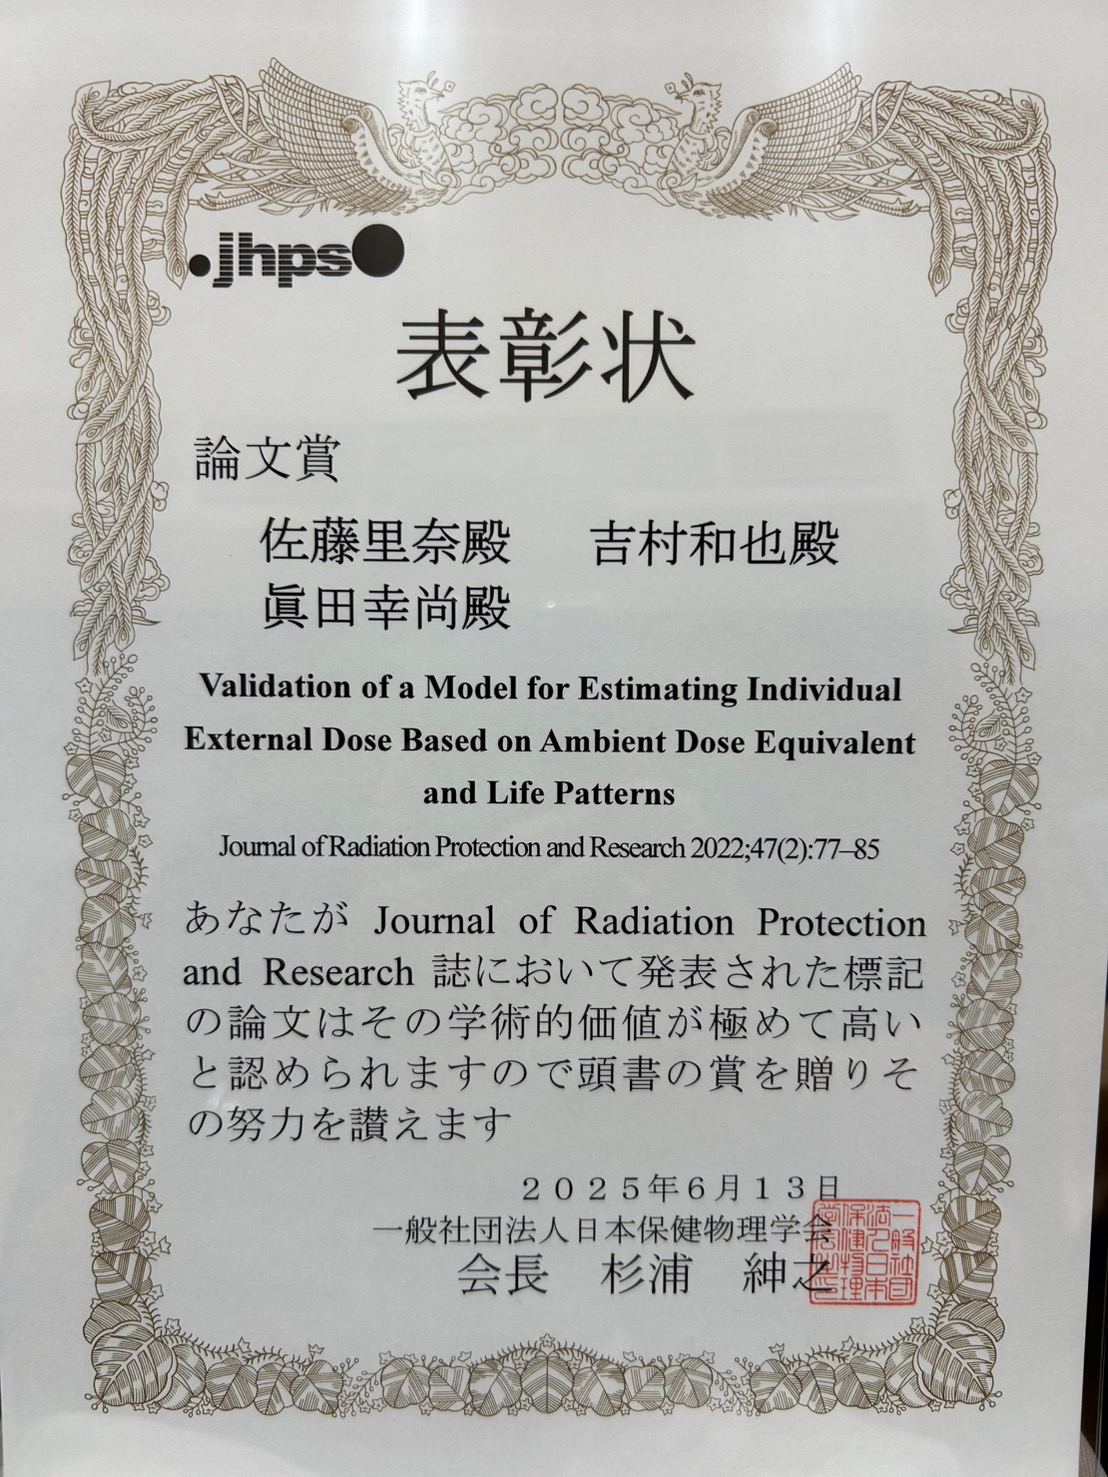 .jhps
表彰状
論文賞
佐藤里奈殿 吉村和也殿
眞田幸尚殿
Validation of a Model for Estimating Individual
External Dose Based on Ambient Dose Equivalent
and Life Patterns
Journal of Radiation Protection and Research 2022;47(2):77–85
あなたが Journal of Radiation Protection
and Research 誌において発表された標記
の論文はその学術的価値が極めて高い
と認められますので頭書の賞を贈りそ
の努力を讃えます
2025年6月13日
一般社団法人日本保健物理学会
会長 杉浦 紳之